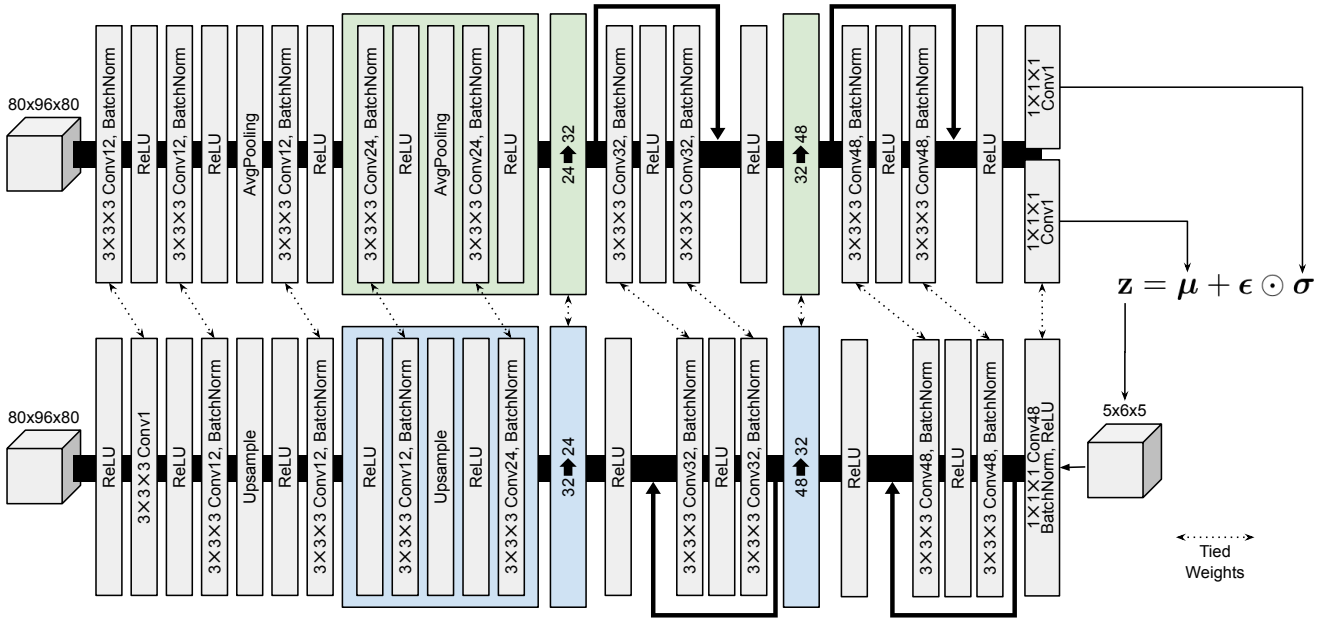 80x96x80
3×3×3 Conv12, BatchNorm
ReLU
3×3×3 Conv12, BatchNorm
ReLU
AvgPooling
3×3×3 Conv12, BatchNorm
ReLU
3×3×3 Conv24, BatchNorm
ReLU
AvgPooling
3×3×3 Conv24, BatchNorm
ReLU
24 ➡ 32
3×3×3 Conv32, BatchNorm
ReLU
3×3×3 Conv32, BatchNorm
ReLU
32 ➡ 48
3×3×3 Conv48, BatchNorm
ReLU
3×3×3 Conv48, BatchNorm
ReLU
1×1×1
Conv1
1×1×1
Conv1
z = μ + ϵ ⊙ σ
80x96x80
ReLU
3×3×3 Conv1
ReLU
3×3×3 Conv12, BatchNorm
Upsample
ReLU
3×3×3 Conv12, BatchNorm
ReLU
3×3×3 Conv12, BatchNorm
Upsample
ReLU
3×3×3 Conv24, BatchNorm
32 ➡ 24
ReLU
3×3×3 Conv32, BatchNorm
ReLU
3×3×3 Conv32, BatchNorm
48 ➡ 32
ReLU
3×3×3 Conv48, BatchNorm
ReLU
3×3×3 Conv48, BatchNorm
1×1×1 Conv48
BatchNorm, ReLU
5x6x5
Tied
Weights